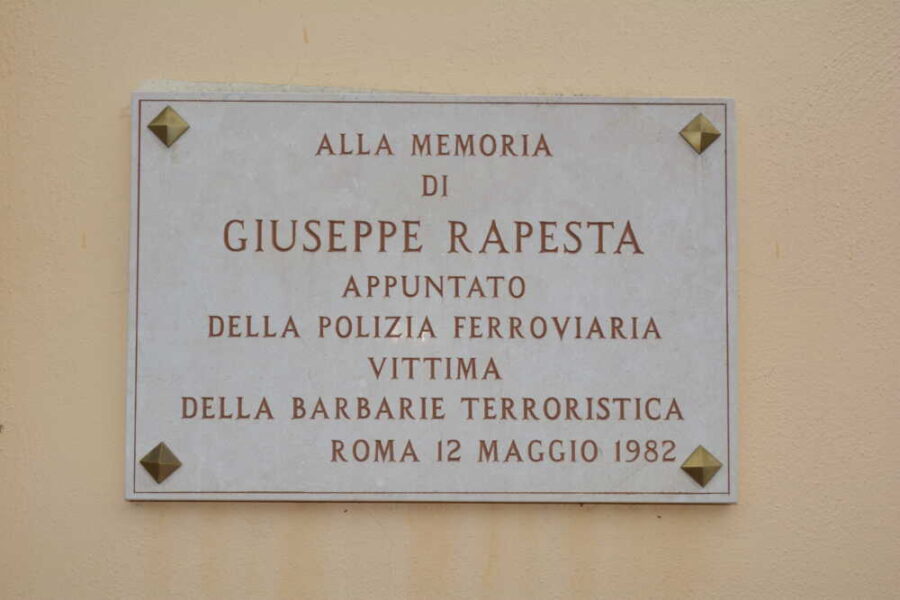 ALLA MEMORIA
DI
GIUSEPPE RAPESTA
APPUNTATO
DELLA POLIZIA FERROVIARIA
VITTIMA
DELLA BARBARIE TERRORISTICA
ROMA 12 MAGGIO 1982